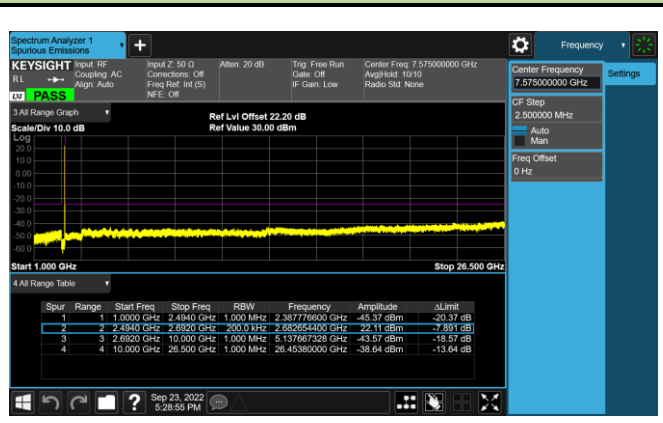 Spectrum Analyzer 1
Spurious Emissions
Frequency
KEYSIGHT Input: RF Input Z: 50 Ω Atten: 20 dB Trig: Free Run Center Freq: 7.575000000 GHz
R L Coupling: AC Corrections: Off Gate: Off Avg|Hold: 10/10
Align: Auto Freq Ref: Int (S) IF Gain: Low Radio Std: None
LXI PASS NFE: Off
Center Frequency
7.575000000 GHz
Settings
CF Step
2.500000 MHz
Auto
Man
Freq Offset
0 Hz
3 All Range Graph
Ref Lvl Offset 22.20 dB
Scale/Div 10.0 dB Ref Value 30.00 dBm
Log
20.0
10.0
0.00
-10.0
-20.0
-30.0
-40.0
-50.0
-60.0
Start 1.000 GHz Stop 26.500 GHz
4 All Range Table
Spur Range Start Freq Stop Freq RBW Frequency Amplitude ΔLimit
1 1 1.0000 GHz 2.4940 GHz 1.000 MHz 2.387776600 GHz -45.37 dBm -20.37 dB
2 2 2.4940 GHz 2.6920 GHz 200.0 kHz 2.682654400 GHz 22.11 dBm -7.891 dB
3 3 2.6920 GHz 10.000 GHz 1.000 MHz 5.137667328 GHz -43.57 dBm -18.57 dB
4 4 10.000 GHz 26.500 GHz 1.000 MHz 26.45380000 GHz -38.64 dBm -13.64 dB
Sep 23, 2022
5:28:55 PM